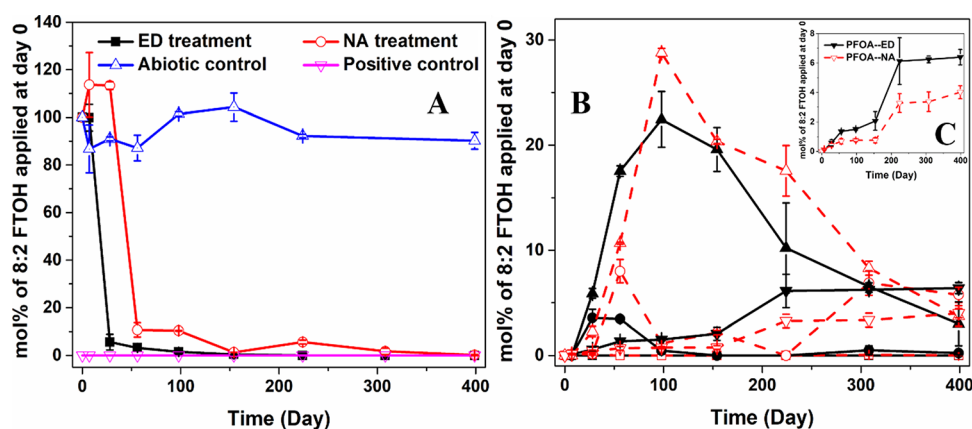 mol% of 8:2 FTOH applied at day 0
140
120
100
80
60
40
20
0
ED treatment
NA treatment
Abiotic control
Positive control
A
0
100
200
300
400
Time (Day)
mol% of 8:2 FTOH applied at day 0
30
20
10
0
B
0
100
200
300
400
Time (Day)
mol% of 8:2 FTOH applied at day 0
8
6
4
2
0
PFOA--ED
PFOA--NA
C
0
100
200
300
400
Time (Day)